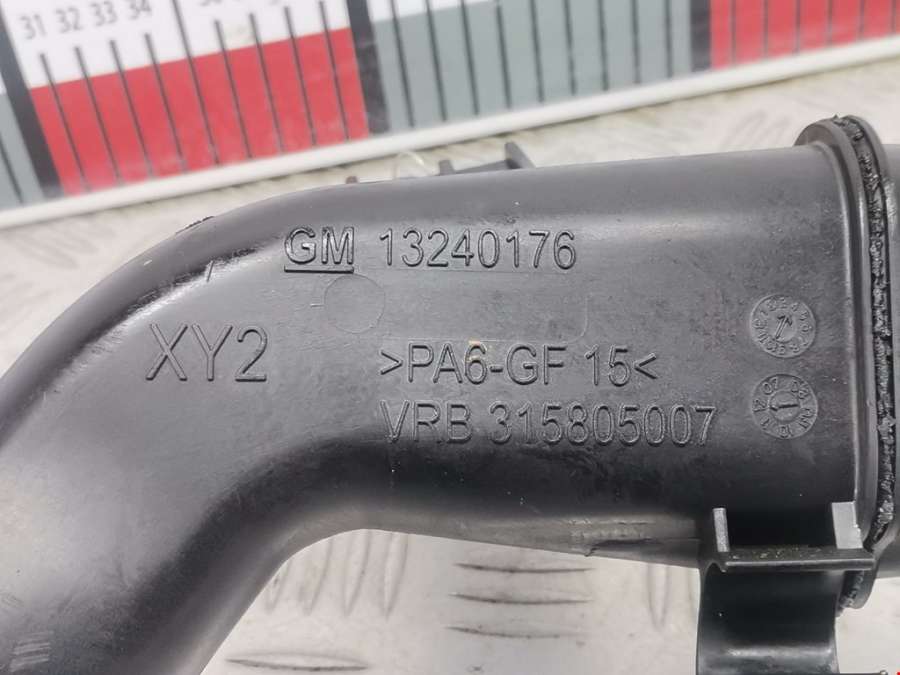 31 32 33 34
GM 13240176
XY2
>PA6-GF 15<
VRB 315805007